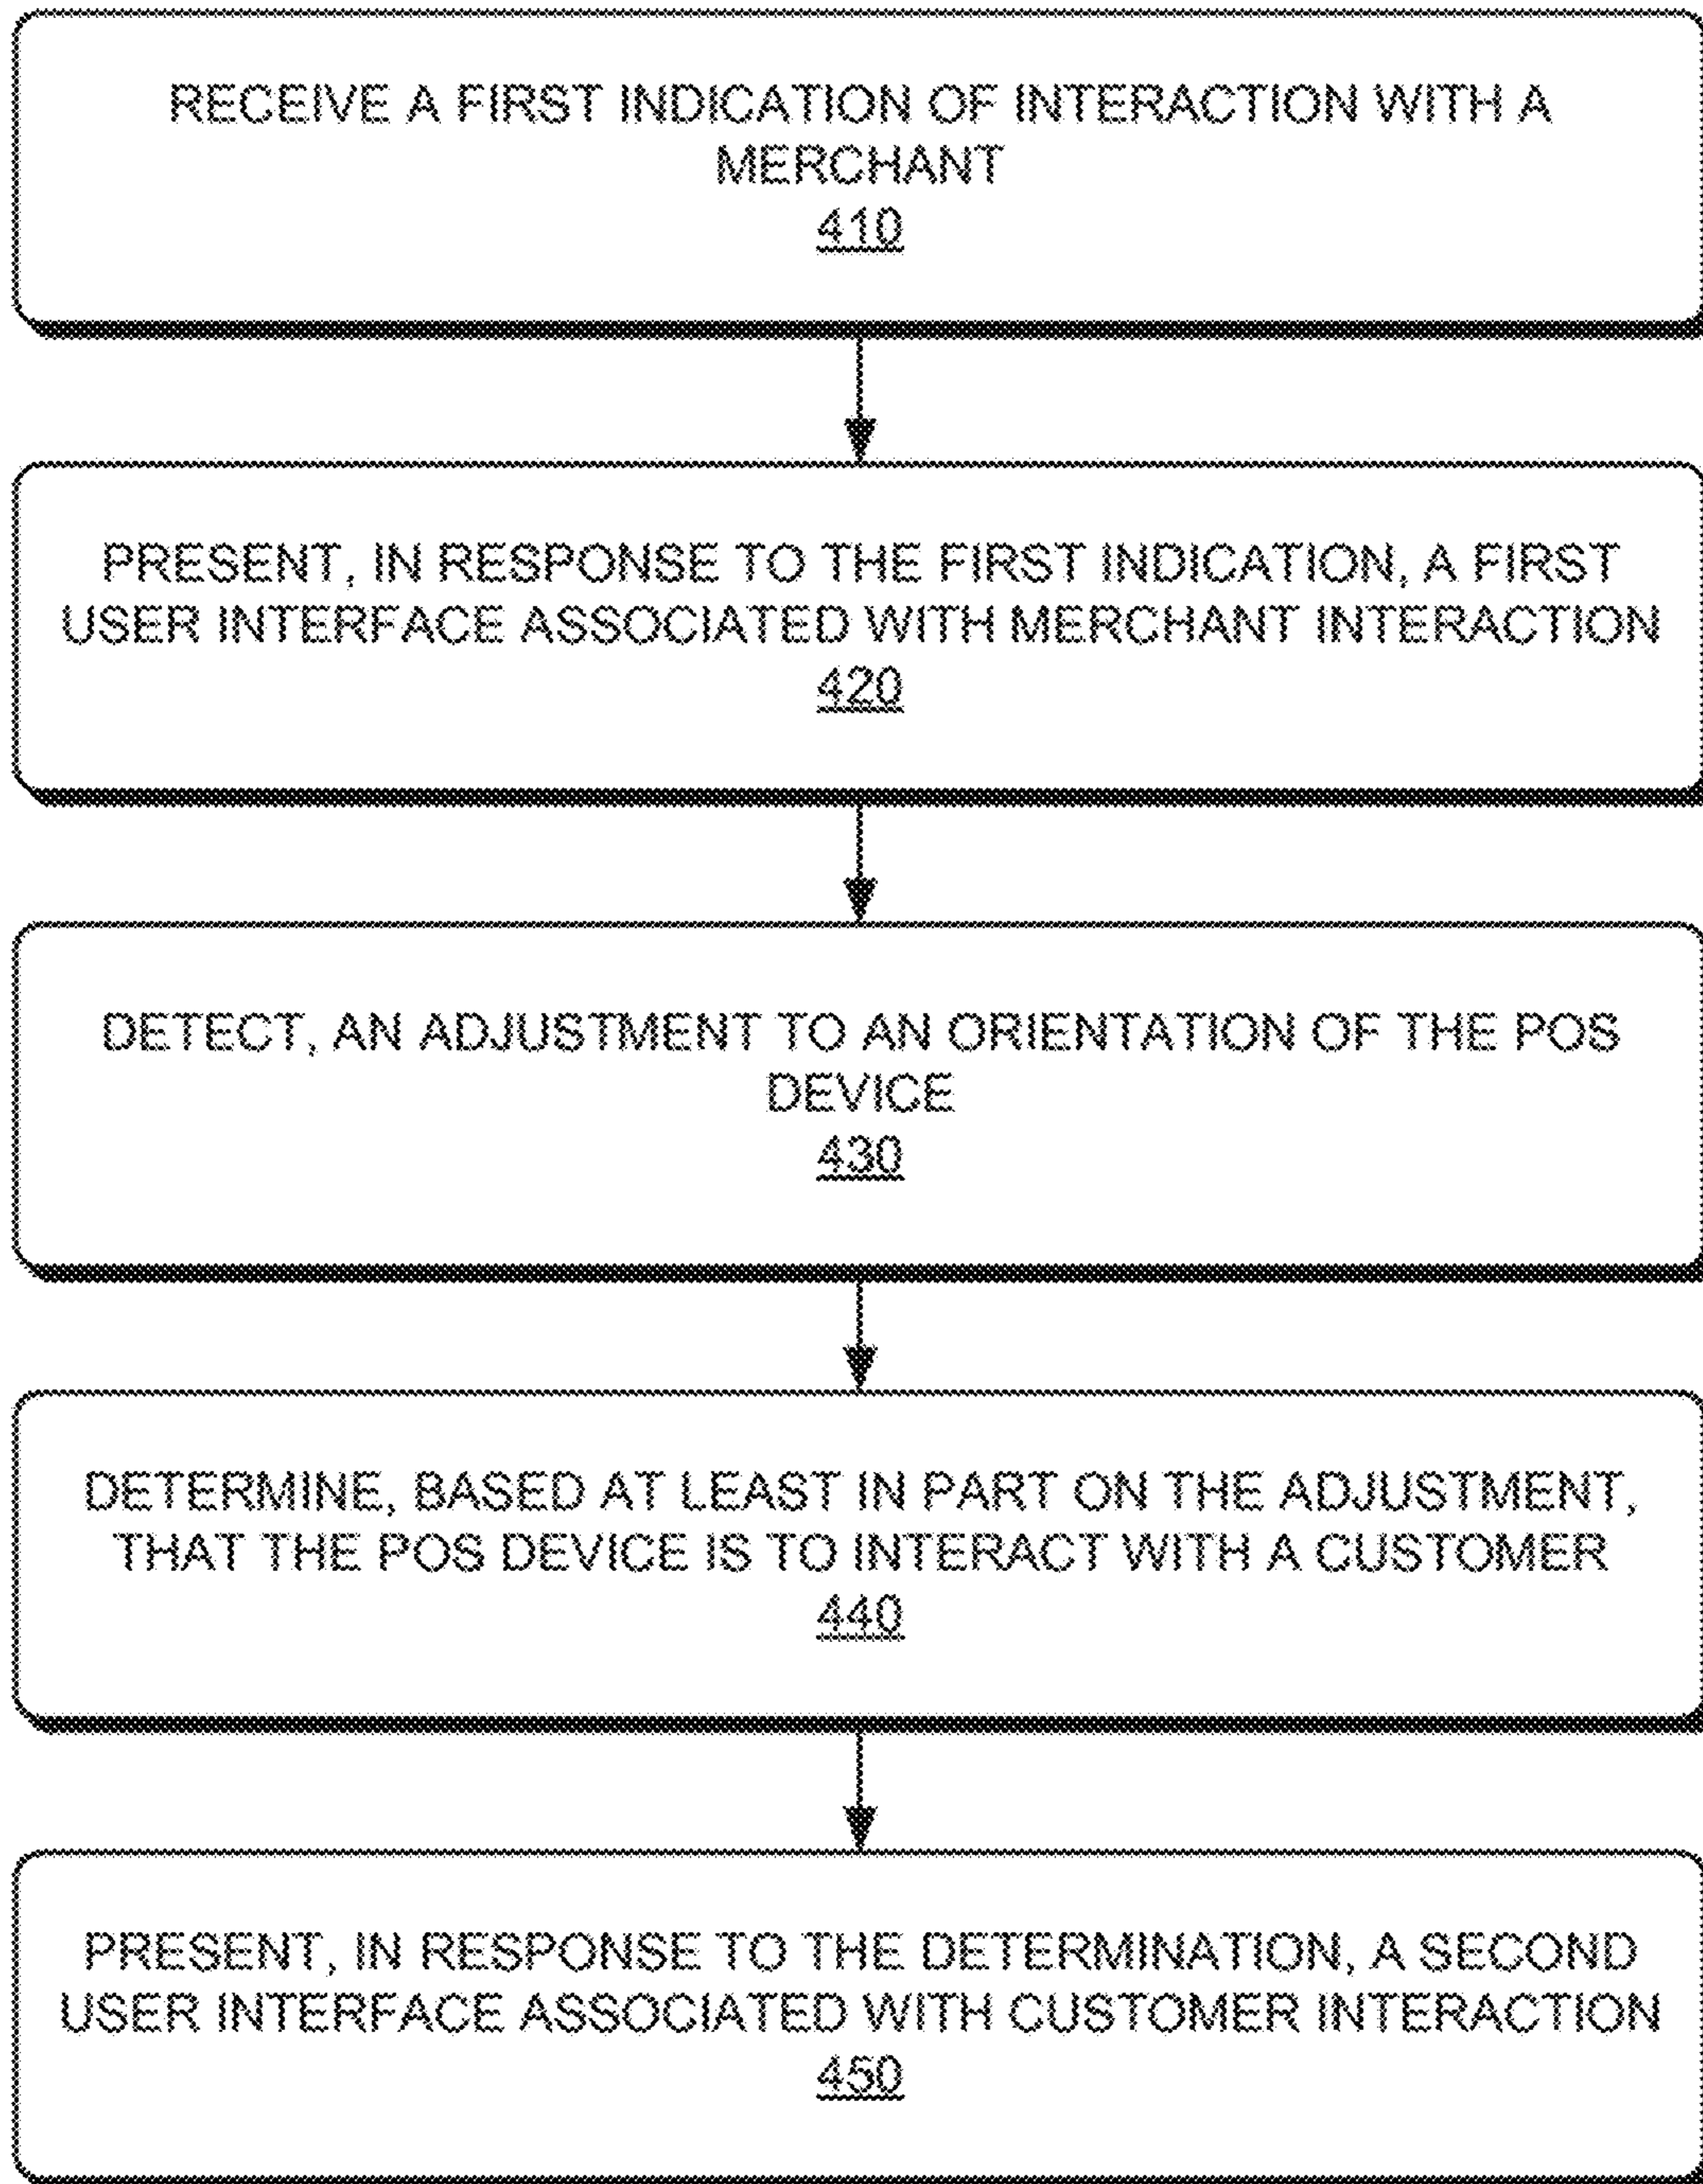 RECEIVE A FIRST INDICATION OF INTERACTION WITH A
MERCHANT
410
PRESENT, IN RESPONSE TO THE FIRST INDICATION, A FIRST
USER INTERFACE ASSOCIATED WITH MERCHANT INTERACTION
420
DETECT, AN ADJUSTMENT TO AN ORIENTATION OF THE POS
DEVICE
430
DETERMINE, BASED AT LEAST IN PART ON THE ADJUSTMENT,
THAT THE POS DEVICE IS TO INTERACT WITH A CUSTOMER
440
PRESENT, IN RESPONSE TO THE DETERMINATION, A SECOND
USER INTERFACE ASSOCIATED WITH CUSTOMER INTERACTION
450